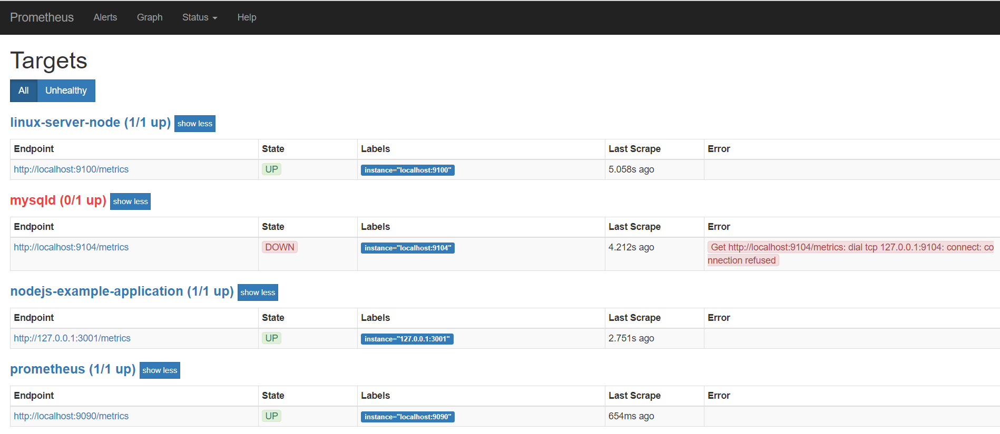 Prometheus Alerts Graph Status Help
Targets
All Unhealthy
linux-server-node (1/1 up) show less
Endpoint State Labels Last Scrape Error
http://localhost:9100/metrics UP instance="localhost:9100" 5.058s ago
mysqld (0/1 up) show less
Endpoint State Labels Last Scrape Error
http://localhost:9104/metrics DOWN instance="localhost:9104" 4.212s ago Get http://localhost:9104/metrics: dial tcp 127.0.0.1:9104: connect: co
nnection refused
nodejs-example-application (1/1 up) show less
Endpoint State Labels Last Scrape Error
http://127.0.0.1:3001/metrics UP instance="127.0.0.1:3001" 2.751s ago
prometheus (1/1 up) show less
Endpoint State Labels Last Scrape Error
http://localhost:9090/metrics UP instance="localhost:9090" 654ms ago